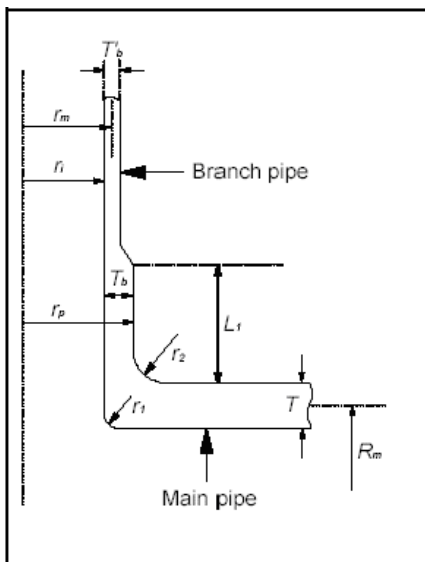 T'b
rm
ri
Branch pipe
Tb
rp
L1
r2
r1
T
Rm
Main pipe